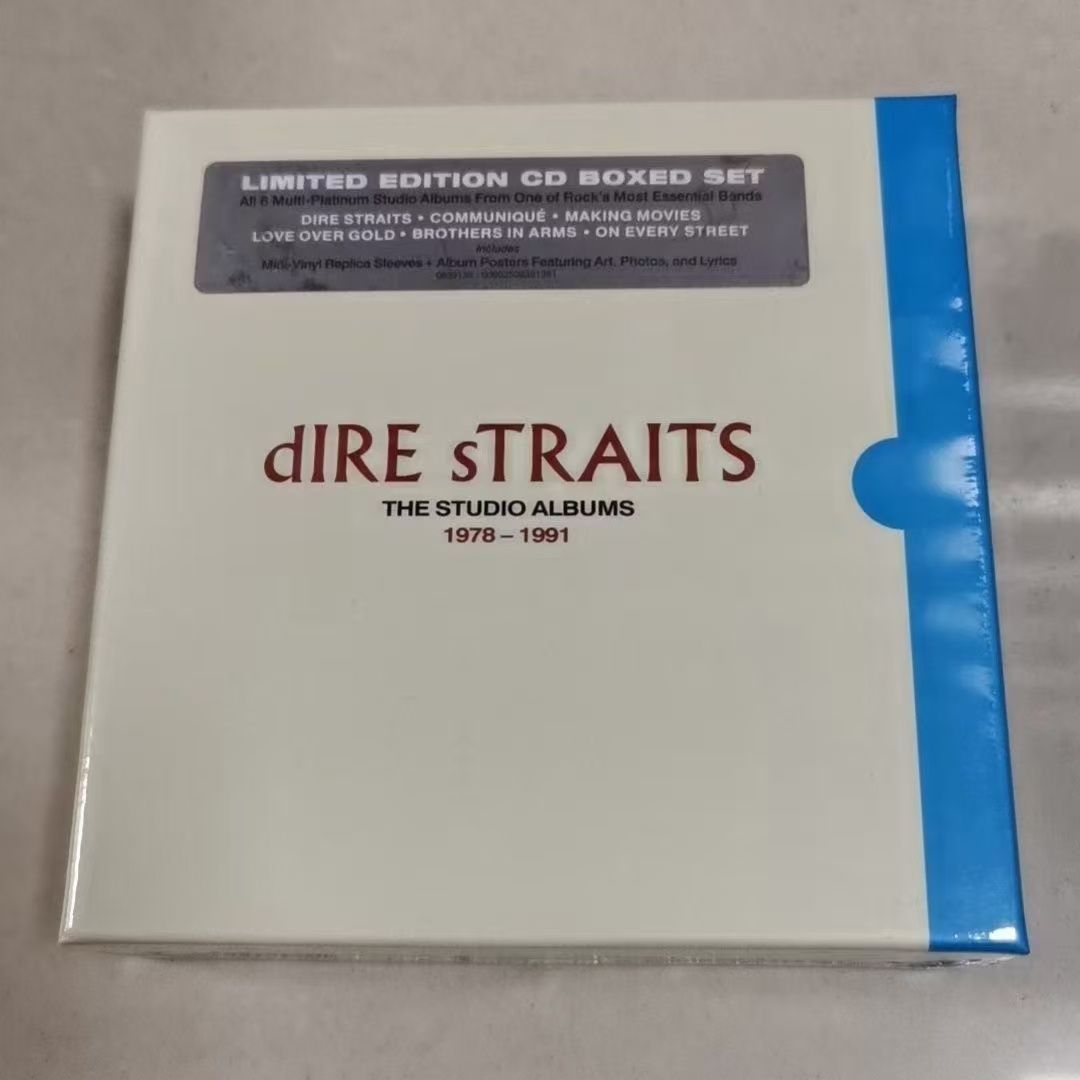 LIMITED EDITION CD BOXED SET
All 6 Multi-Platinum Studio Albums From One of Rock's Most Essential Bands
DIRE STRAITS • COMMUNIQUÉ • MAKING MOVIES
LOVE OVER GOLD • BROTHERS IN ARMS • ON EVERY STREET
Includes
Mini-Vinyl Replica Sleeves + Album Posters Featuring Art, Photos, and Lyrics
dIRE sTRAITS
THE STUDIO ALBUMS
1978 – 1991